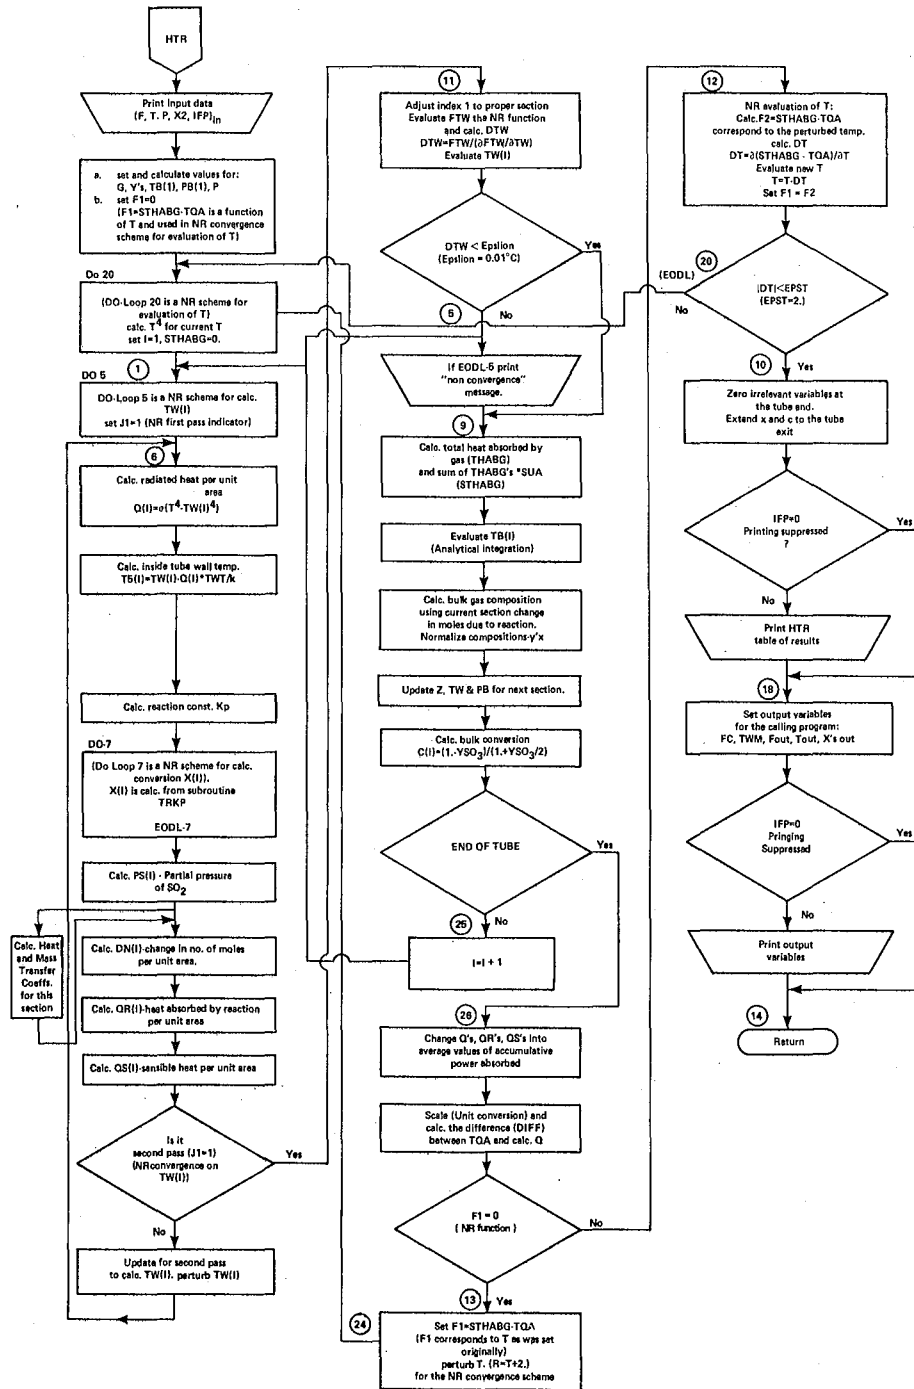 HTR
Print Input data
(F, T. P, X2, IFP)in
a. set and calculate values for:
G, Y's, TB(1), PB(1), P
b. set F1=0
(F1=STHABG-TQA is a function
of T and used in NR convergence
scheme for evaluation of T)
Do 20
(DO-Loop 20 is a NR scheme for
evaluation of T)
calc. T⁴ for current T
set I=1, STHABG=0.
1
DO 5
DO-Loop 5 is a NR scheme for calc.
TW(I)
set J1=1 (NR first pass indicator)
6
Calc. radiated heat per unit
area
Q(I)=σ(T⁴-TW(I)⁴)
Calc. inside tube wall temp.
T5(I)=TW(I)-Q(I)*TWT/k
Calc. reaction const. Kp
DO-7
(Do Loop 7 is a NR scheme for calc.
conversion X(I)).
X(I) is calc. from subroutine
TRKP
EODL-7
Calc. PS(I) - Partial pressure
of SO₂
Calc. Heat
and Mass
Transfer
Coeffs.
for this
section
Calc. DN(I)-change in no. of moles
per unit area.
Calc. QR(I)-heat absorbed by reaction
per unit area
Calc. QS(I)-sensible heat per unit area
Is it
second pass (J1=1)
(NRconvergence on
TW(I))
Yes
No
Update for second pass
to calc. TW(I). perturb TW(I)
11
Adjust index 1 to proper section
Evaluate FTW the NR function
and calc. DTW
DTW=FTW/(∂FTW/∂TW)
Evaluate TW(I)
DTW < Epsilon
(Epsilon = 0.01°C)
Yes
5
No
If EODL-5 print
"non convergence"
message.
9
Calc. total heat absorbed by
gas (THABG)
and sum of THABG's *SUA
(STHABG)
Evaluate TB(I)
(Analytical integration)
Calc. bulk gas composition
using current section change
in moles due to reaction.
Normalize compositions-y'x
Update Z, TW & PB for next section.
Calc. bulk conversion
C(I)=(1.-YSO₃)/(1.+YSO₃/2)
END OF TUBE
Yes
25
No
I=I + 1
26
Change Q's, QR's, QS's into
average values of accumulative
power absorbed
Scale (Unit conversion) and
calc. the difference (DIFF)
between TQA and calc. Q
F1 = 0
( NR function )
No
13
Yes
24
Set F1=STHABG-TQA
(F1 corresponds to T as was set
originally)
perturb T. (R=T+2.)
for the NR convergence scheme
12
NR evaluation of T:
Calc.F2=STHABG-TQA
correspond to the perturbed temp.
calc. DT
DT=∂(STHABG - TQA)/∂T
Evaluate new T
T=T-DT
Set F1 = F2
(EODL)
20
|DT|<EPST
(EPST=2.)
No
10
Yes
Zero irrelevant variables at
the tube end.
Extend x and c to the tube
exit
IFP=0
Printing suppressed
?
Yes
No
Print HTR
table of results
18
Set output variables
for the calling program:
FC, TWM, Fout, Tout, X's out
IFP=0
Pringing
Suppressed
Yes
No
Print output
variables
14
Return